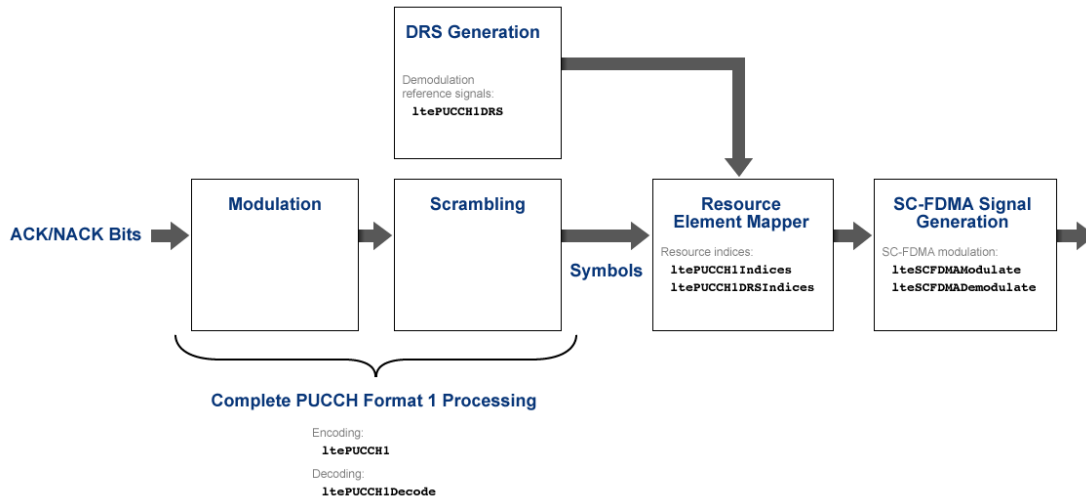 DRS Generation
Demodulation
reference signals:
ltePUCCH1DRS
ACK/NACK Bits
Modulation
Scrambling
Symbols
Resource
Element Mapper
Resource indices:
ltePUCCH1Indices
ltePUCCH1DRSIndices
SC-FDMA Signal
Generation
SC-FDMA modulation:
lteSCFDMAModulate
lteSCFDMADemodulate
Complete PUCCH Format 1 Processing
Encoding:
ltePUCCH1
Decoding:
ltePUCCH1Decode